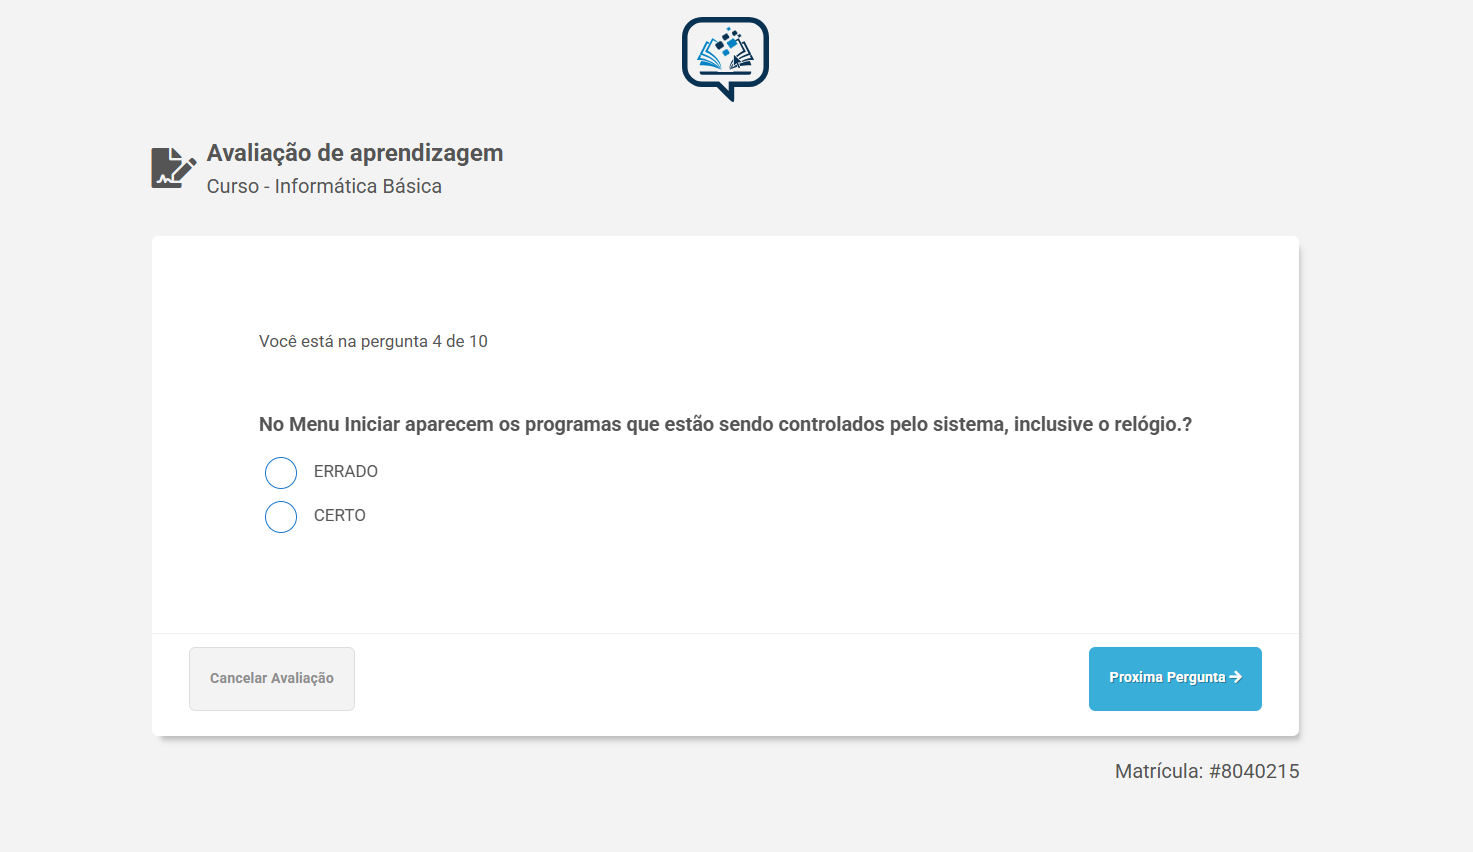 Avaliação de aprendizagem
Curso - Informática Básica
Você está na pergunta 4 de 10
No Menu Iniciar aparecem os programas que estão sendo controlados pelo sistema, inclusive o relógio.?
ERRADO
CERTO
Cancelar Avaliação
Proxima Pergunta
Matrícula: #8040215